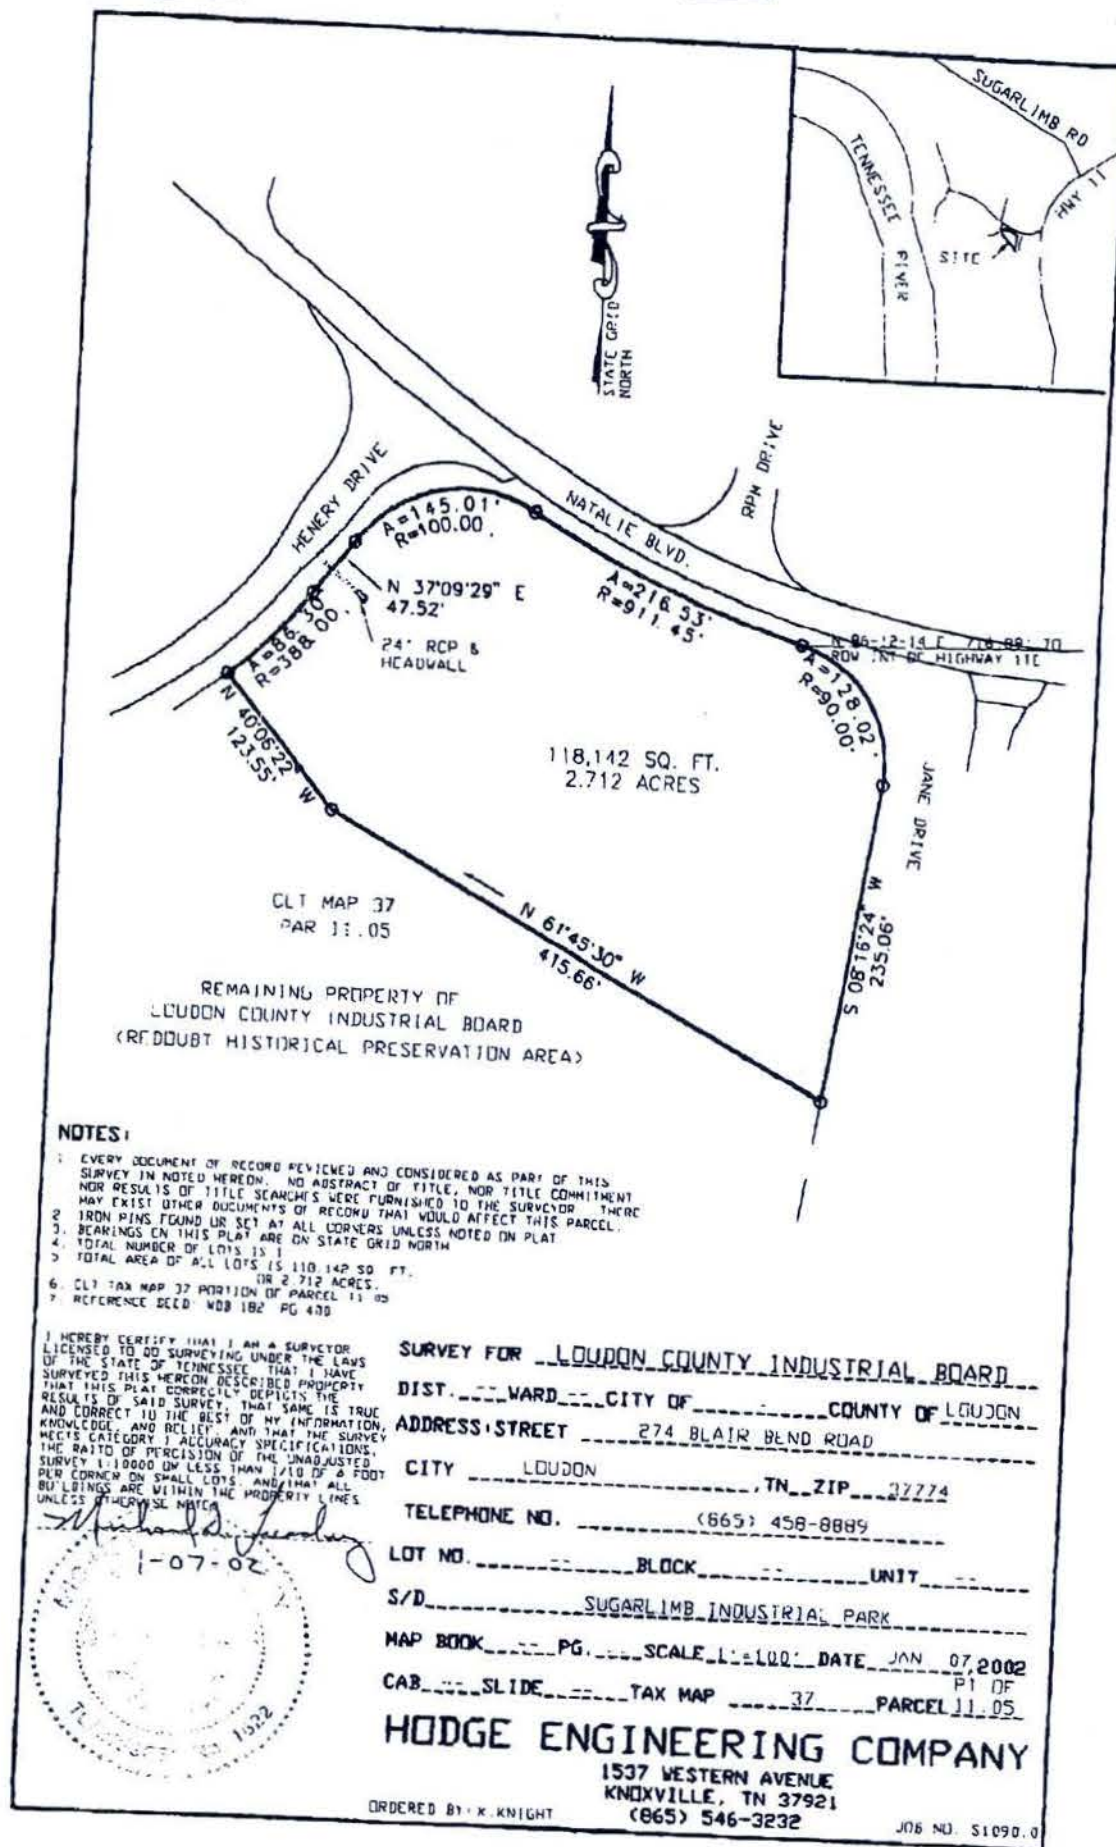 SUGARLIMB RD
TENNESSEE RIVER
HWY 11
SITE
STATE GRID
NORTH
HENERY DRIVE
A=145.01'
R=100.00'
NATALIE BLVD.
RPM DRIVE
N 37°09'29" E
47.52'
A=86.30'
R=388.00'
24" RCP &
HEADWALL
A=216.53'
R=911.45'
ROW INT OF HIGHWAY 11E
A=128.02'
R=90.00'
N 40°06'22" W
123.55'
118,142 SQ. FT.
2.712 ACRES
JANE DRIVE
S 08°16'24" W
235.06'
CLT MAP 37
PAR 11.05
N 61°45'30" W
415.66'
REMAINING PROPERTY OF
LOUDON COUNTY INDUSTRIAL BOARD
(REDOUBT HISTORICAL PRESERVATION AREA)
NOTES:
1 EVERY DOCUMENT OF RECORD REVIEWED AND CONSIDERED AS PART OF THIS
SURVEY IN NOTED HEREON. NO ABSTRACT OF TITLE, NOR TITLE COMMITMENT
NOR RESULTS OF TITLE SEARCHES WERE FURNISHED TO THE SURVEYOR THERE
MAY EXIST OTHER DOCUMENTS OF RECORD THAT WOULD AFFECT THIS PARCEL.
2 IRON PINS FOUND OR SET AT ALL CORNERS UNLESS NOTED ON PLAT
3. BEARINGS ON THIS PLAT ARE ON STATE GRID NORTH
4. TOTAL NUMBER OF LOTS IS 1
5 TOTAL AREA OF ALL LOTS IS 118,142 SQ FT.
OR 2.712 ACRES.
6. CLT TAX MAP 37 PORTION OF PARCEL 11.05
7. REFERENCE DEED: WDB 182 PG
I HEREBY CERTIFY THAT I AM A SURVEYOR
LICENSED TO DO SURVEYING UNDER THE LAWS
OF THE STATE OF TENNESSEE THAT I HAVE
SURVEYED THIS HEREON DESCRIBED PROPERTY
THAT THIS PLAT CORRECTLY DEPICTS THE
RESULTS OF SAID SURVEY; THAT SAME IS TRUE
AND CORRECT TO THE BEST OF MY INFORMATION,
KNOWLEDGE, AND BELIEF; AND THAT THE SURVEY
MEETS CATEGORY 1 ACCURACY SPECIFICATIONS,
THE RAITO OF PERCISION OF THE UNADJUSTED
SURVEY 1:10000 OR LESS THAN 1/10 OF A FOOT
PER CORNER ON SMALL LOTS, AND THAT ALL
BUILDINGS ARE WITHIN THE PROPERTY LINES
UNLESS OTHERWISE NOTED
1-07-02
SURVEY FOR LOUDON COUNTY INDUSTRIAL BOARD
DIST. -- WARD -- CITY OF - COUNTY OF LOUDON
ADDRESS:STREET 274 BLAIR BEND ROAD
CITY LOUDON, TN ZIP 37774
TELEPHONE NO. (865) 458-8889
LOT NO. -- BLOCK -- UNIT --
S/D SUGARLIMB INDUSTRIAL PARK
MAP BOOK -- PG. -- SCALE 1"=100' DATE JAN 07, 2002
CAB -- SLIDE -- TAX MAP 37 PARCEL PT OF 11.05
HODGE ENGINEERING COMPANY
1537 WESTERN AVENUE
KNOXVILLE, TN 37921
(865) 546-3232
ORDERED BY: K.KNIGHT
JOB NO. S1090.0